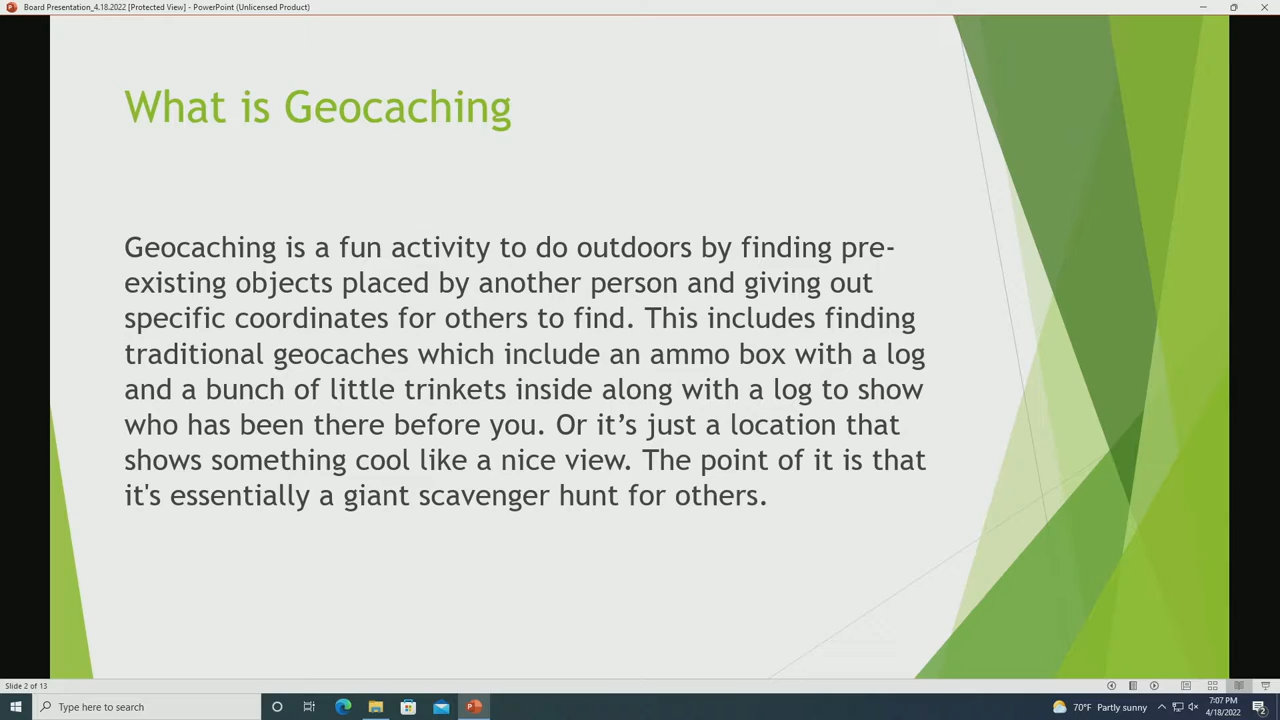 Board Presentation_4.18.2022 [Protected View] - PowerPoint (Unlicensed Product)
What is Geocaching
Geocaching is a fun activity to do outdoors by finding pre-
existing objects placed by another person and giving out
specific coordinates for others to find. This includes finding
traditional geocaches which include an ammo box with a log
and a bunch of little trinkets inside along with a log to show
who has been there before you. Or it’s just a location that
shows something cool like a nice view. The point of it is that
it's essentially a giant scavenger hunt for others.
Slide 2 of 13
Type here to search
70°F Partly sunny
7:07 PM
4/18/2022
2